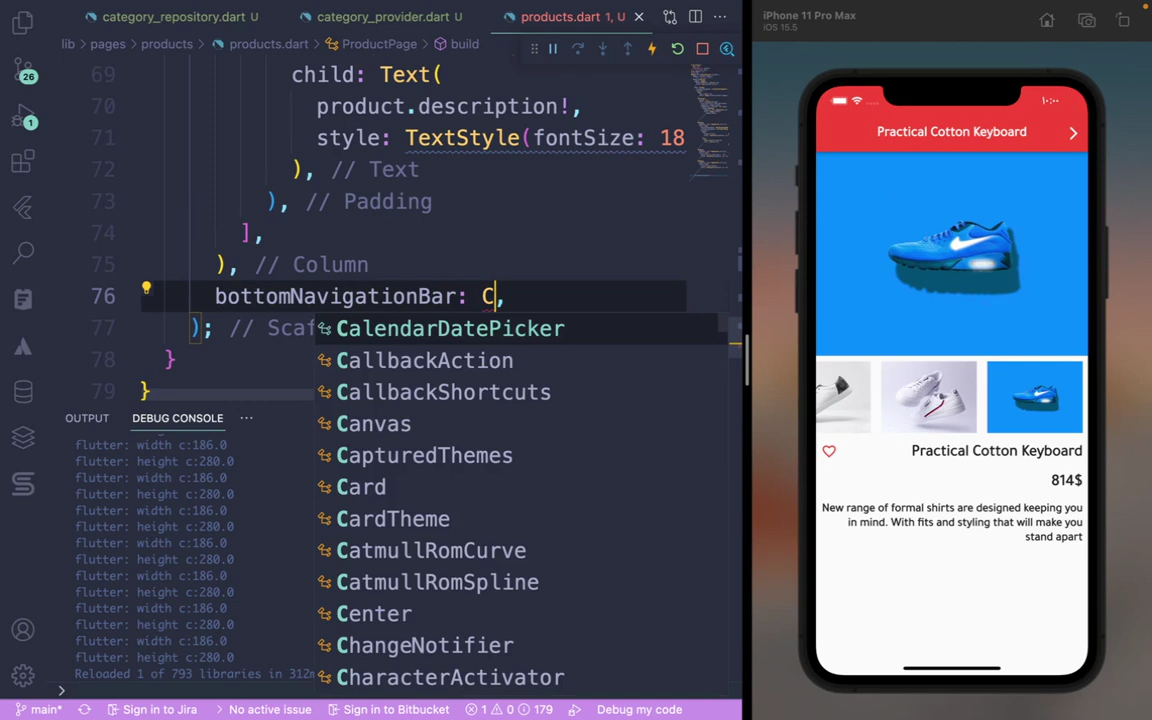 category_repository.dart U
category_provider.dart U
products.dart 1, U
lib > pages > products > products.dart > ProductPage > build
69 child: Text(
70 product.description!,
71 style: TextStyle(fontSize: 18
72 ), // Text
73 ), // Padding
74 ],
75 ), // Column
76 bottomNavigationBar: C,
77 ); // Scaf
78 }
79 }
CalendarDatePicker
CallbackAction
CallbackShortcuts
Canvas
CapturedThemes
Card
CardTheme
CatmullRomCurve
CatmullRomSpline
Center
ChangeNotifier
CharacterActivator
26
1
OUTPUT DEBUG CONSOLE
flutter: width c:186.0
flutter: height c:280.0
flutter: width c:186.0
flutter: height c:280.0
flutter: width c:186.0
flutter: height c:280.0
flutter: width c:186.0
flutter: height c:280.0
flutter: width c:186.0
flutter: height c:280.0
flutter: width c:186.0
flutter: height c:280.0
flutter: width c:186.0
flutter: height c:280.0
Reloaded 1 of 793 libraries in 312m
main* Sign in to Jira No active issue Sign in to Bitbucket 1 0 179 Debug my code
iPhone 11 Pro Max
iOS 15.5
Practical Cotton Keyboard
Practical Cotton Keyboard
814$
New range of formal shirts are designed keeping you
in mind. With fits and styling that will make you
stand apart